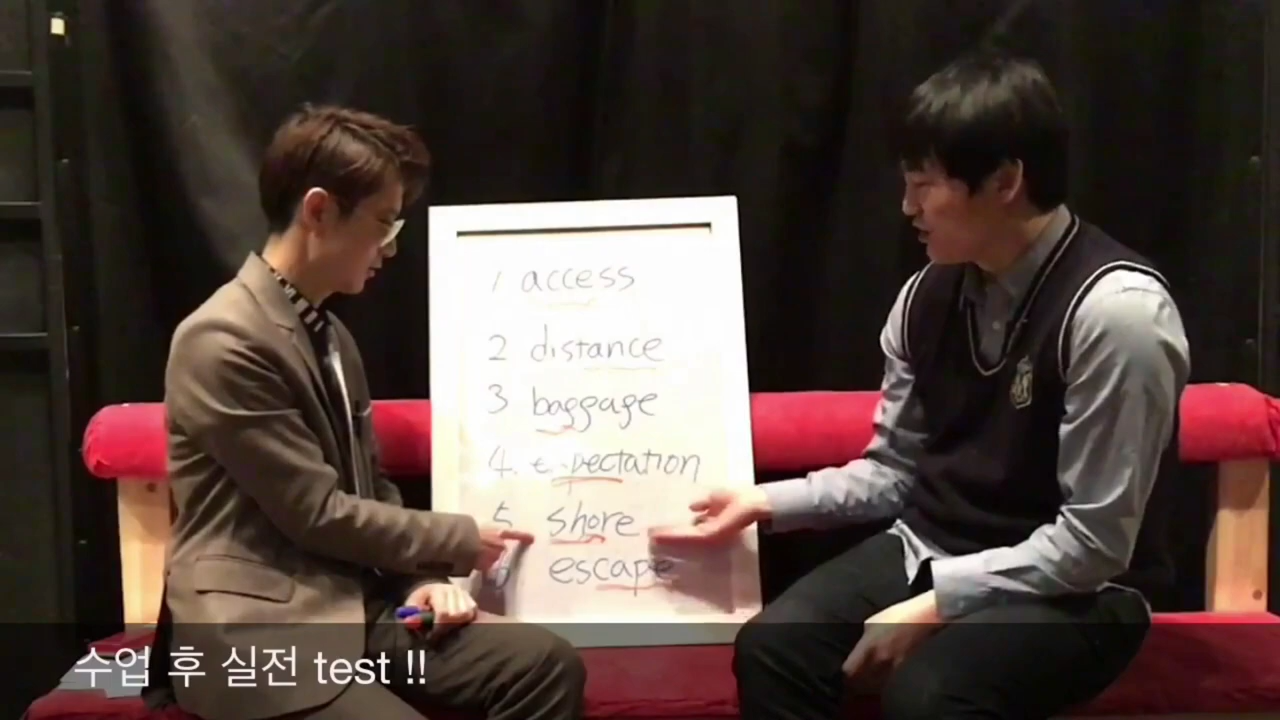 1 access
2 distance
3 baggage
4. expectation
5 shore
escape
수업 후 실전 test !!